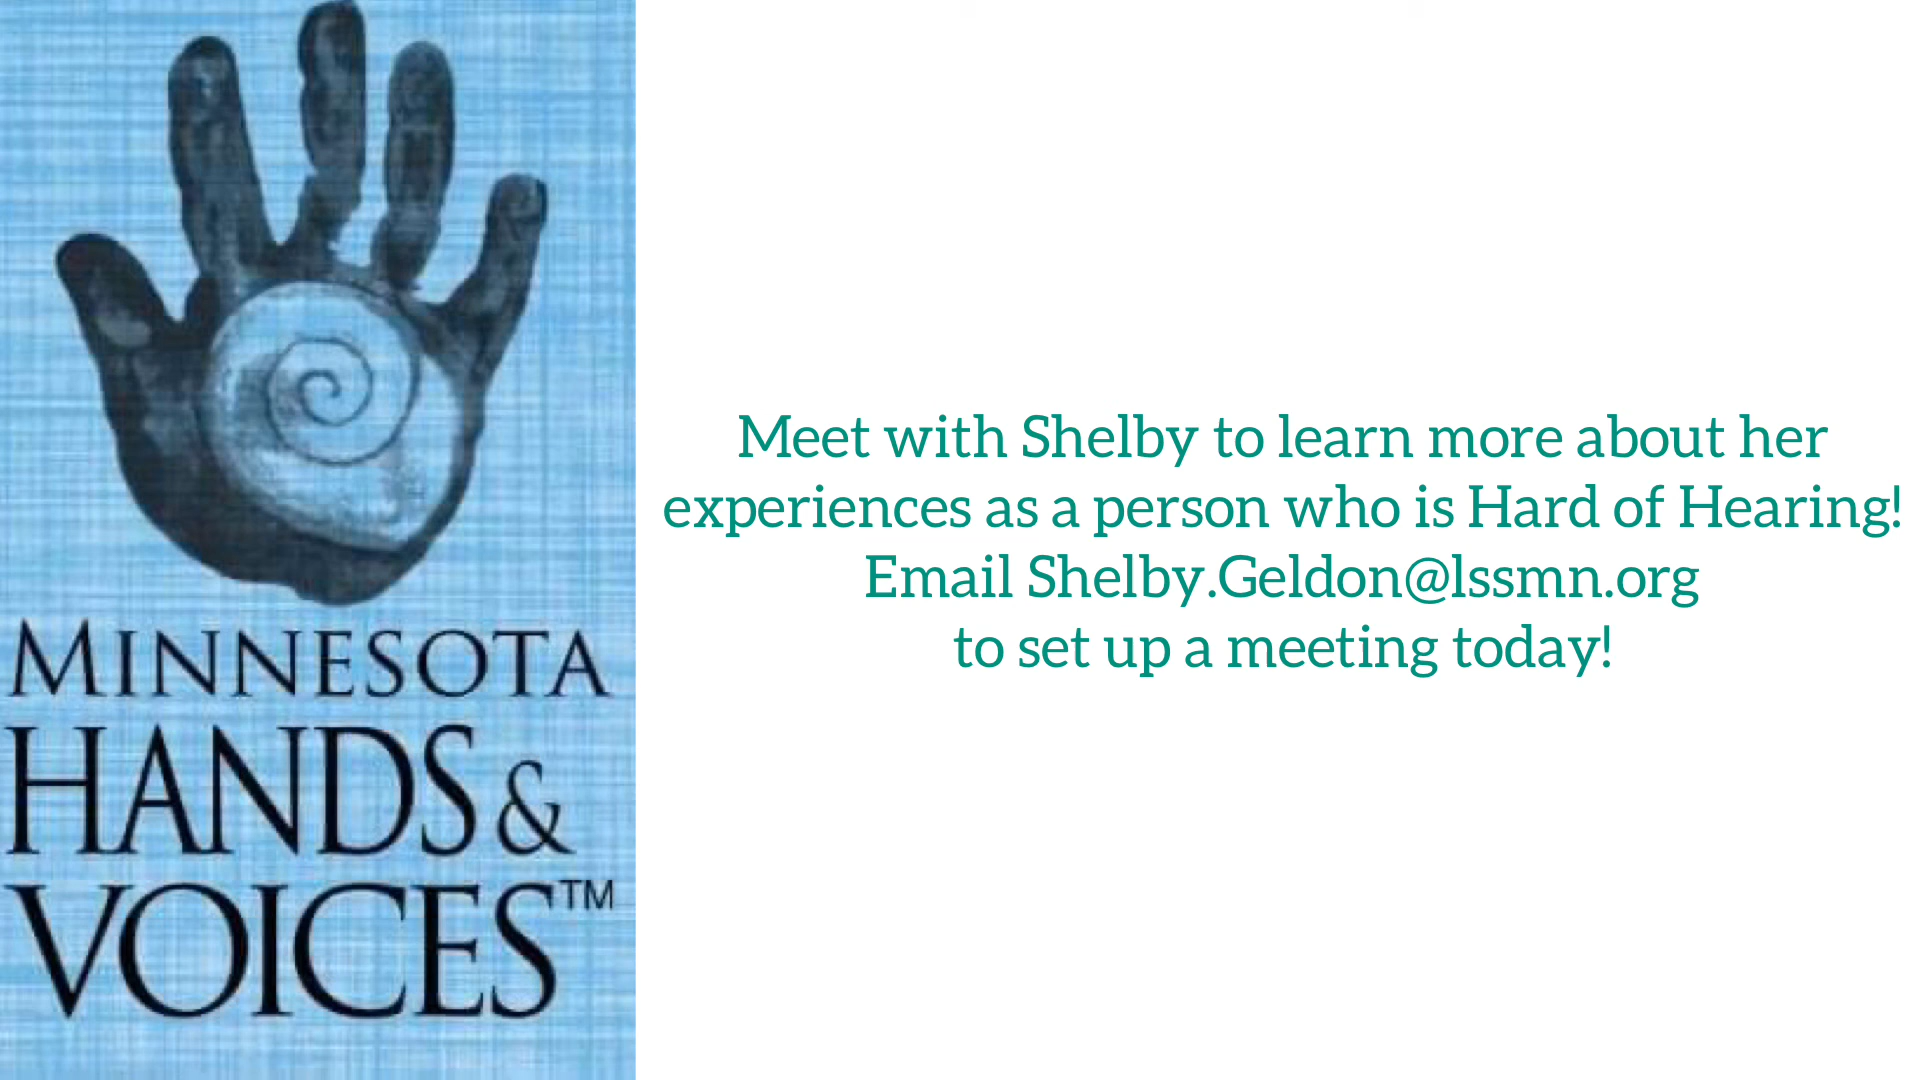 MINNESOTA
HANDS &
VOICES™
Meet with Shelby to learn more about her
experiences as a person who is Hard of Hearing!
Email Shelby.Geldon@lssmn.org
to set up a meeting today!